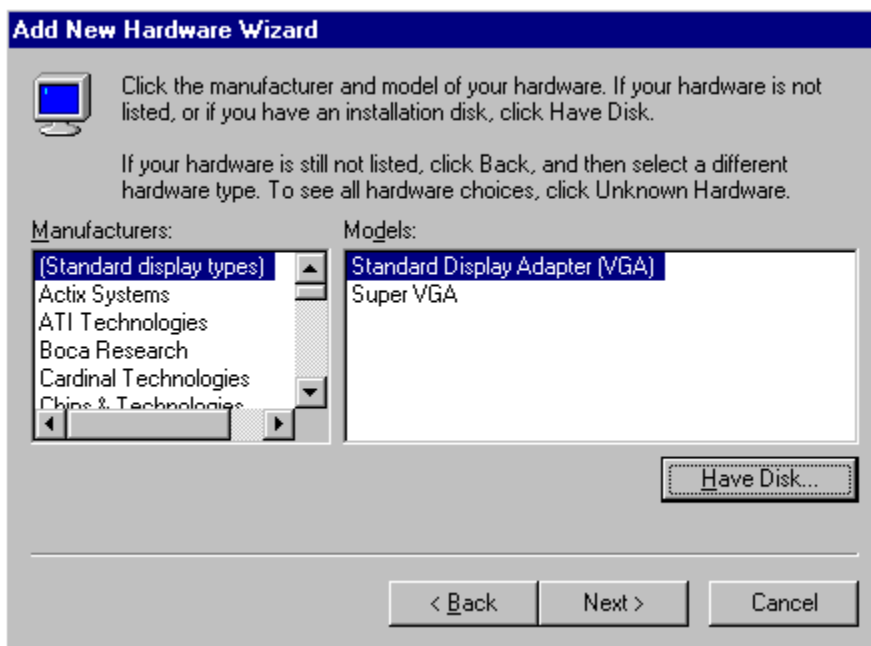 Add New Hardware Wizard
Click the manufacturer and model of your hardware. If your hardware is not
listed, or if you have an installation disk, click Have Disk.
If your hardware is still not listed, click Back, and then select a different
hardware type. To see all hardware choices, click Unknown Hardware.
Manufacturers:
(Standard display types)
Actix Systems
ATI Technologies
Boca Research
Cardinal Technologies
Chips & Technologies
Models:
Standard Display Adapter (VGA)
Super VGA
Have Disk...
< Back
Next >
Cancel